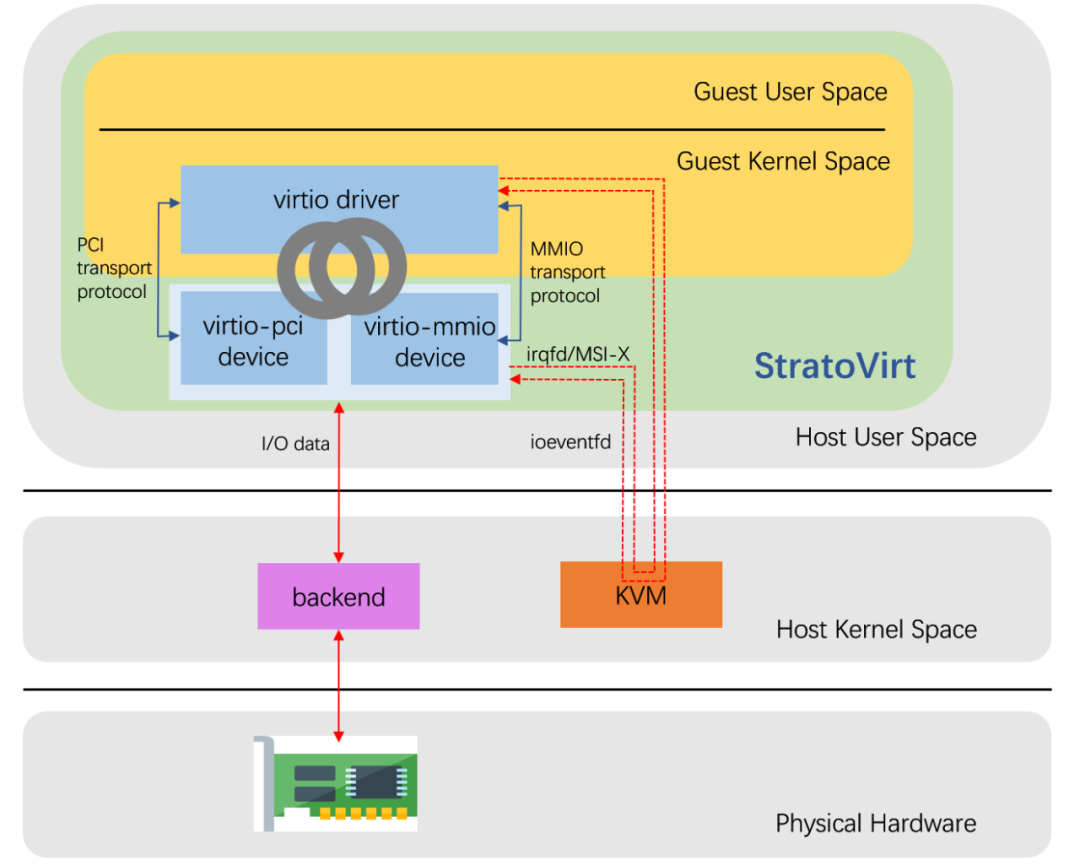 Guest User Space
Guest Kernel Space
virtio driver
PCI
transport
protocol
MMIO
transport
protocol
virtio-pci
device
virtio-mmio
device
irqfd/MSI-X
StratoVirt
I/O data
ioeventfd
Host User Space
backend
KVM
Host Kernel Space
Physical Hardware